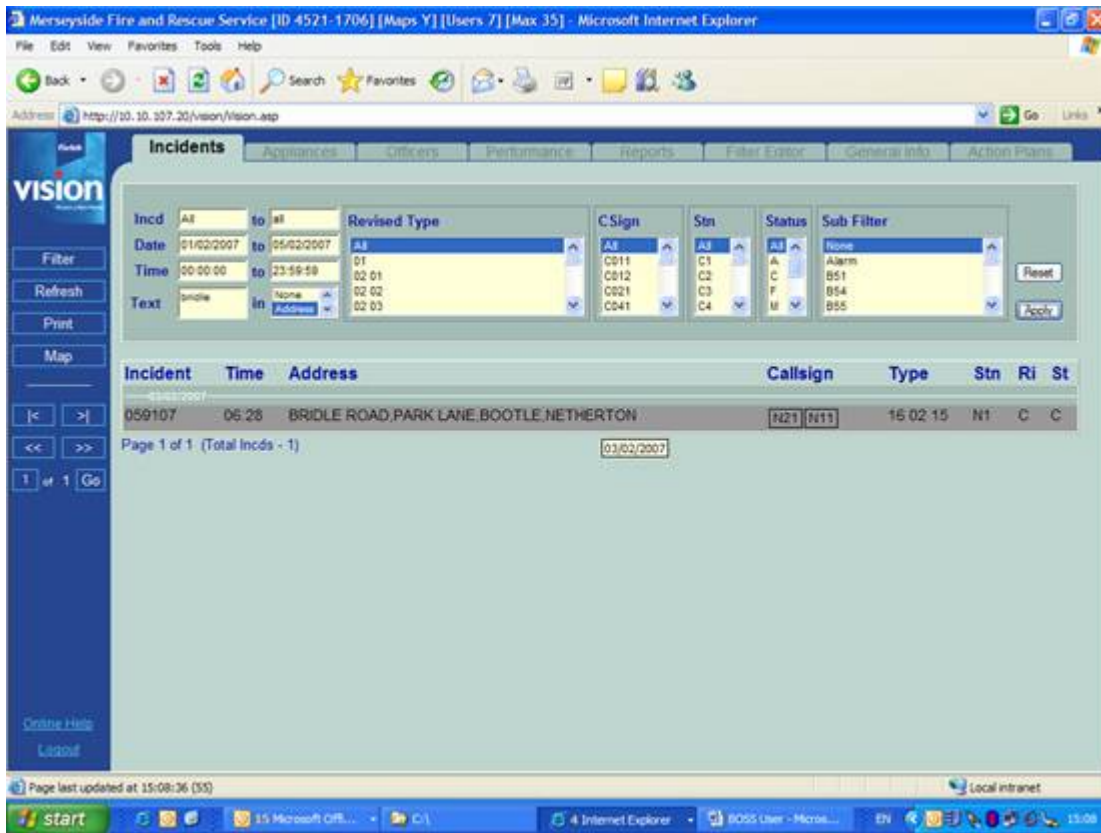 Merseyside Fire and Rescue Service [ID 4521-1706] [Maps Y] [Users 7] [Max 35] - Microsoft Internet Explorer
File Edit View Favorites Tools Help
Back Search Favorites
Address http://10.10.107.20/vision/Vision.asp Go Links
Incidents Appliances Officers Performance Reports Filter Editor General Info Action Plans
vision
Incd All to all Revised Type CSign Stn Status Sub Filter
Date 01/02/2007 to 05/02/2007 All All All All None
Time 00:00:00 to 23:59:59 01 C011 C1 A Alarm
02 01 C012 C2 C B51
Text bridle in None Address 02 02 C021 C3 F B54
02 03 C041 C4 M B55
Reset
Apply
Filter
Refresh
Print
Map
Incident Time Address Callsign Type Stn Ri St
03/02/2007
059107 06:28 BRIDLE ROAD,PARK LANE,BOOTLE,NETHERTON N21 N11 16 02 15 N1 C C
Page 1 of 1 (Total Incds - 1) 03/02/2007
|< >|
<< >>
1 of 1 Go
Online Help
Logout
Page last updated at 15:08:36 (55) Local intranet
start 15 Microsoft Off... C:\ 4 Internet Explorer BOSS User - Micros... EN 15:08